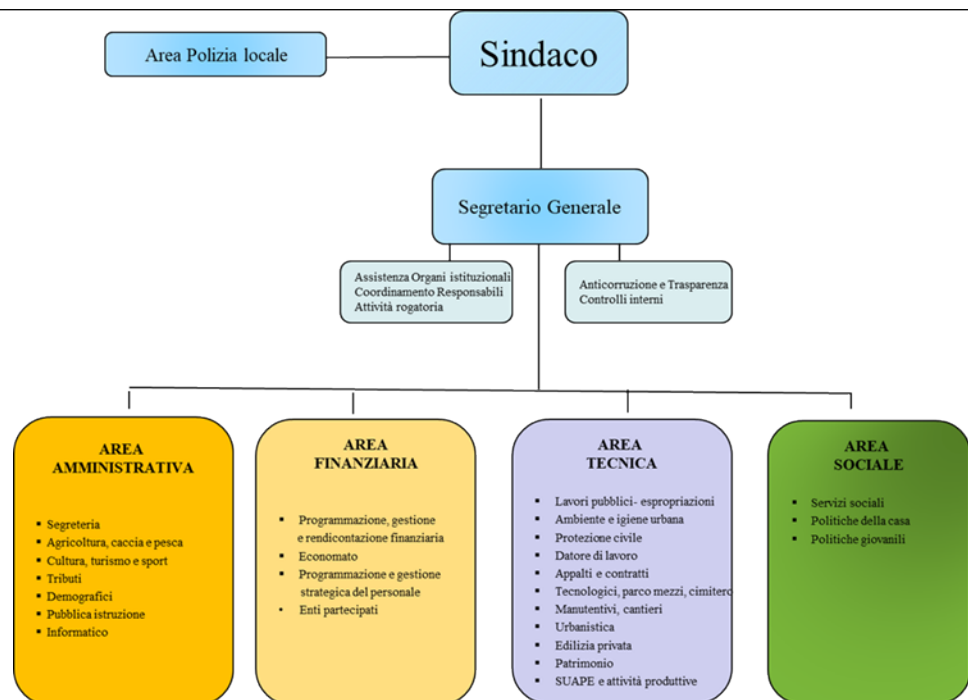 Area Polizia locale
Sindaco
Segretario Generale
Assistenza Organi istituzionali
Coordinamento Responsabili
Attività rogatoria
Anticorruzione e Trasparenza
Controlli interni
AREA
AMMINISTRATIVA
▪ Segreteria
▪ Agricoltura, caccia e pesca
▪ Cultura, turismo e sport
▪ Tributi
▪ Demografici
▪ Pubblica istruzione
▪ Informatico
AREA
FINANZIARIA
▪ Programmazione, gestione
e rendicontazione finanziaria
▪ Economato
▪ Programmazione e gestione
strategica del personale
▪ Enti partecipati
AREA
TECNICA
▪ Lavori pubblici- espropriazioni
▪ Ambiente e igiene urbana
▪ Protezione civile
▪ Datore di lavoro
▪ Appalti e contratti
▪ Tecnologici, parco mezzi, cimitero
▪ Manutentivi, cantieri
▪ Urbanistica
▪ Edilizia privata
▪ Patrimonio
▪ SUAPE e attività produttive
AREA
SOCIALE
▪ Servizi sociali
▪ Politiche della casa
▪ Politiche giovanili